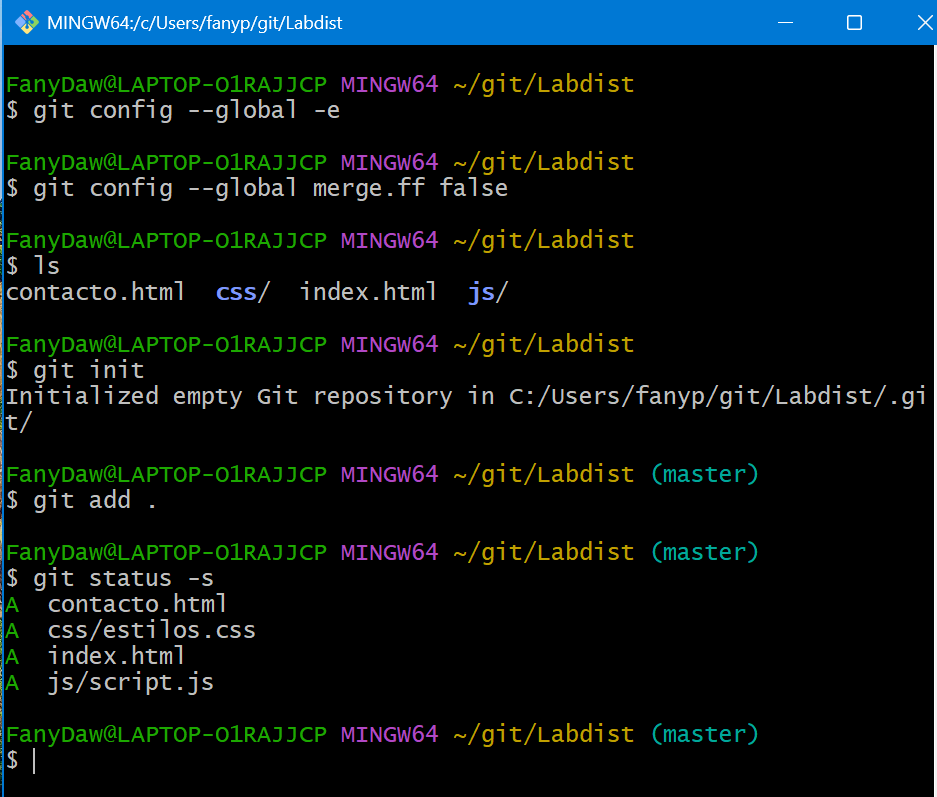 MINGW64:/c/Users/fanyp/git/Labdist
FanyDaw@LAPTOP-O1RAJJCP MINGW64 ~/git/Labdist
$ git config --global -e
FanyDaw@LAPTOP-O1RAJJCP MINGW64 ~/git/Labdist
$ git config --global merge.ff false
FanyDaw@LAPTOP-O1RAJJCP MINGW64 ~/git/Labdist
$ ls
contacto.html  css/  index.html  js/
FanyDaw@LAPTOP-O1RAJJCP MINGW64 ~/git/Labdist
$ git init
Initialized empty Git repository in C:/Users/fanyp/git/Labdist/.gi
t/
FanyDaw@LAPTOP-O1RAJJCP MINGW64 ~/git/Labdist (master)
$ git add .
FanyDaw@LAPTOP-O1RAJJCP MINGW64 ~/git/Labdist (master)
$ git status -s
A  contacto.html
A  css/estilos.css
A  index.html
A  js/script.js
FanyDaw@LAPTOP-O1RAJJCP MINGW64 ~/git/Labdist (master)
$